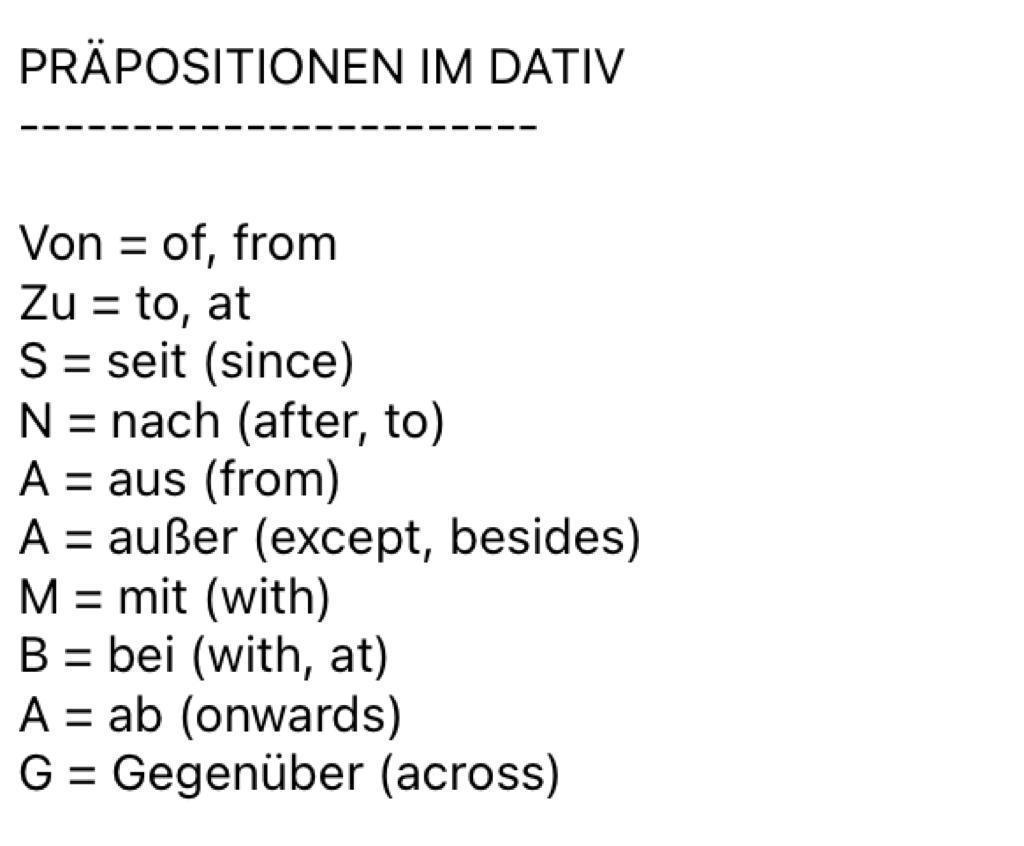 PRÄPOSITIONEN IM DATIV
-----------------------
Von = of, from
Zu = to, at
S = seit (since)
N = nach (after, to)
A = aus (from)
A = außer (except, besides)
M = mit (with)
B = bei (with, at)
A = ab (onwards)
G = Gegenüber (across)